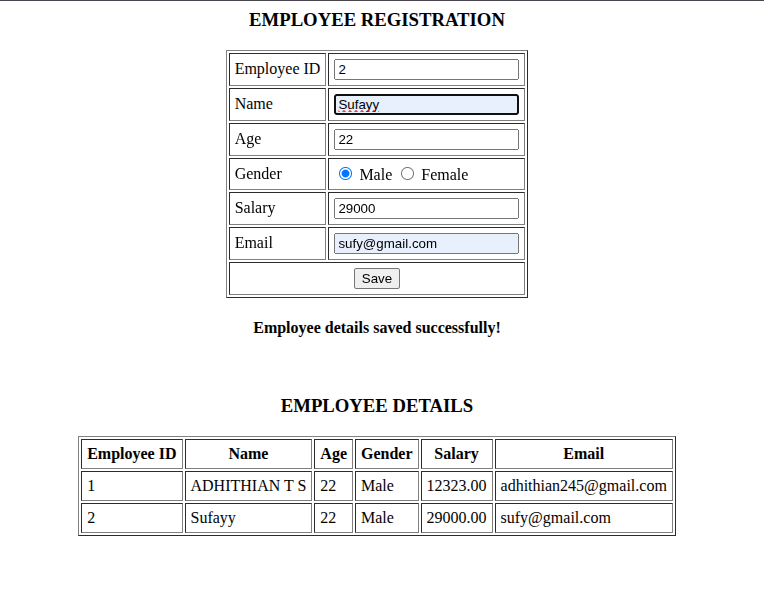 EMPLOYEE REGISTRATION
Employee ID 2
Name Sufayy
Age 22
Gender Male Female
Salary 29000
Email sufy@gmail.com
Save
Employee details saved successfully!
EMPLOYEE DETAILS
Employee ID Name Age Gender Salary Email
1 ADHITHIAN T S 22 Male 12323.00 adhithian245@gmail.com
2 Sufayy 22 Male 29000.00 sufy@gmail.com